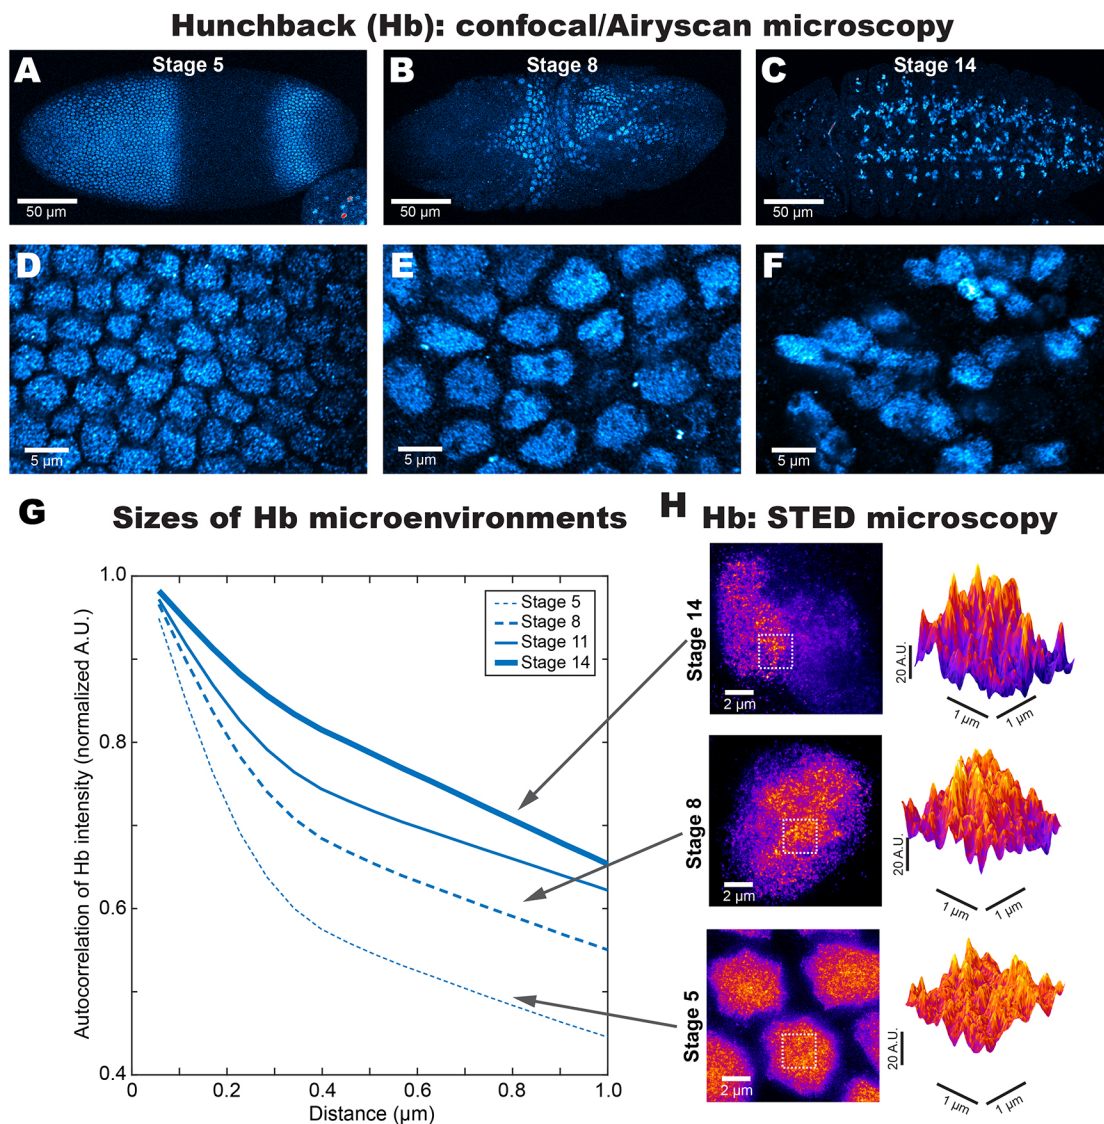 Hunchback (Hb): confocal/Airyscan microscopy
A Stage 5
50 µm
B Stage 8
50 µm
C Stage 14
50 µm
D
5 µm
E
5 µm
F
5 µm
G Sizes of Hb microenvironments
Autocorrelation of Hb intensity (normalized A.U.)
1.0
0.8
0.6
0.4
0 0.2 0.4 0.6 0.8 1.0
Distance (µm)
Stage 5
Stage 8
Stage 11
Stage 14
H Hb: STED microscopy
Stage 14
2 µm
20 A.U.
1 µm 1 µm
Stage 8
2 µm
20 A.U.
1 µm 1 µm
Stage 5
2 µm
20 A.U.
1 µm 1 µm